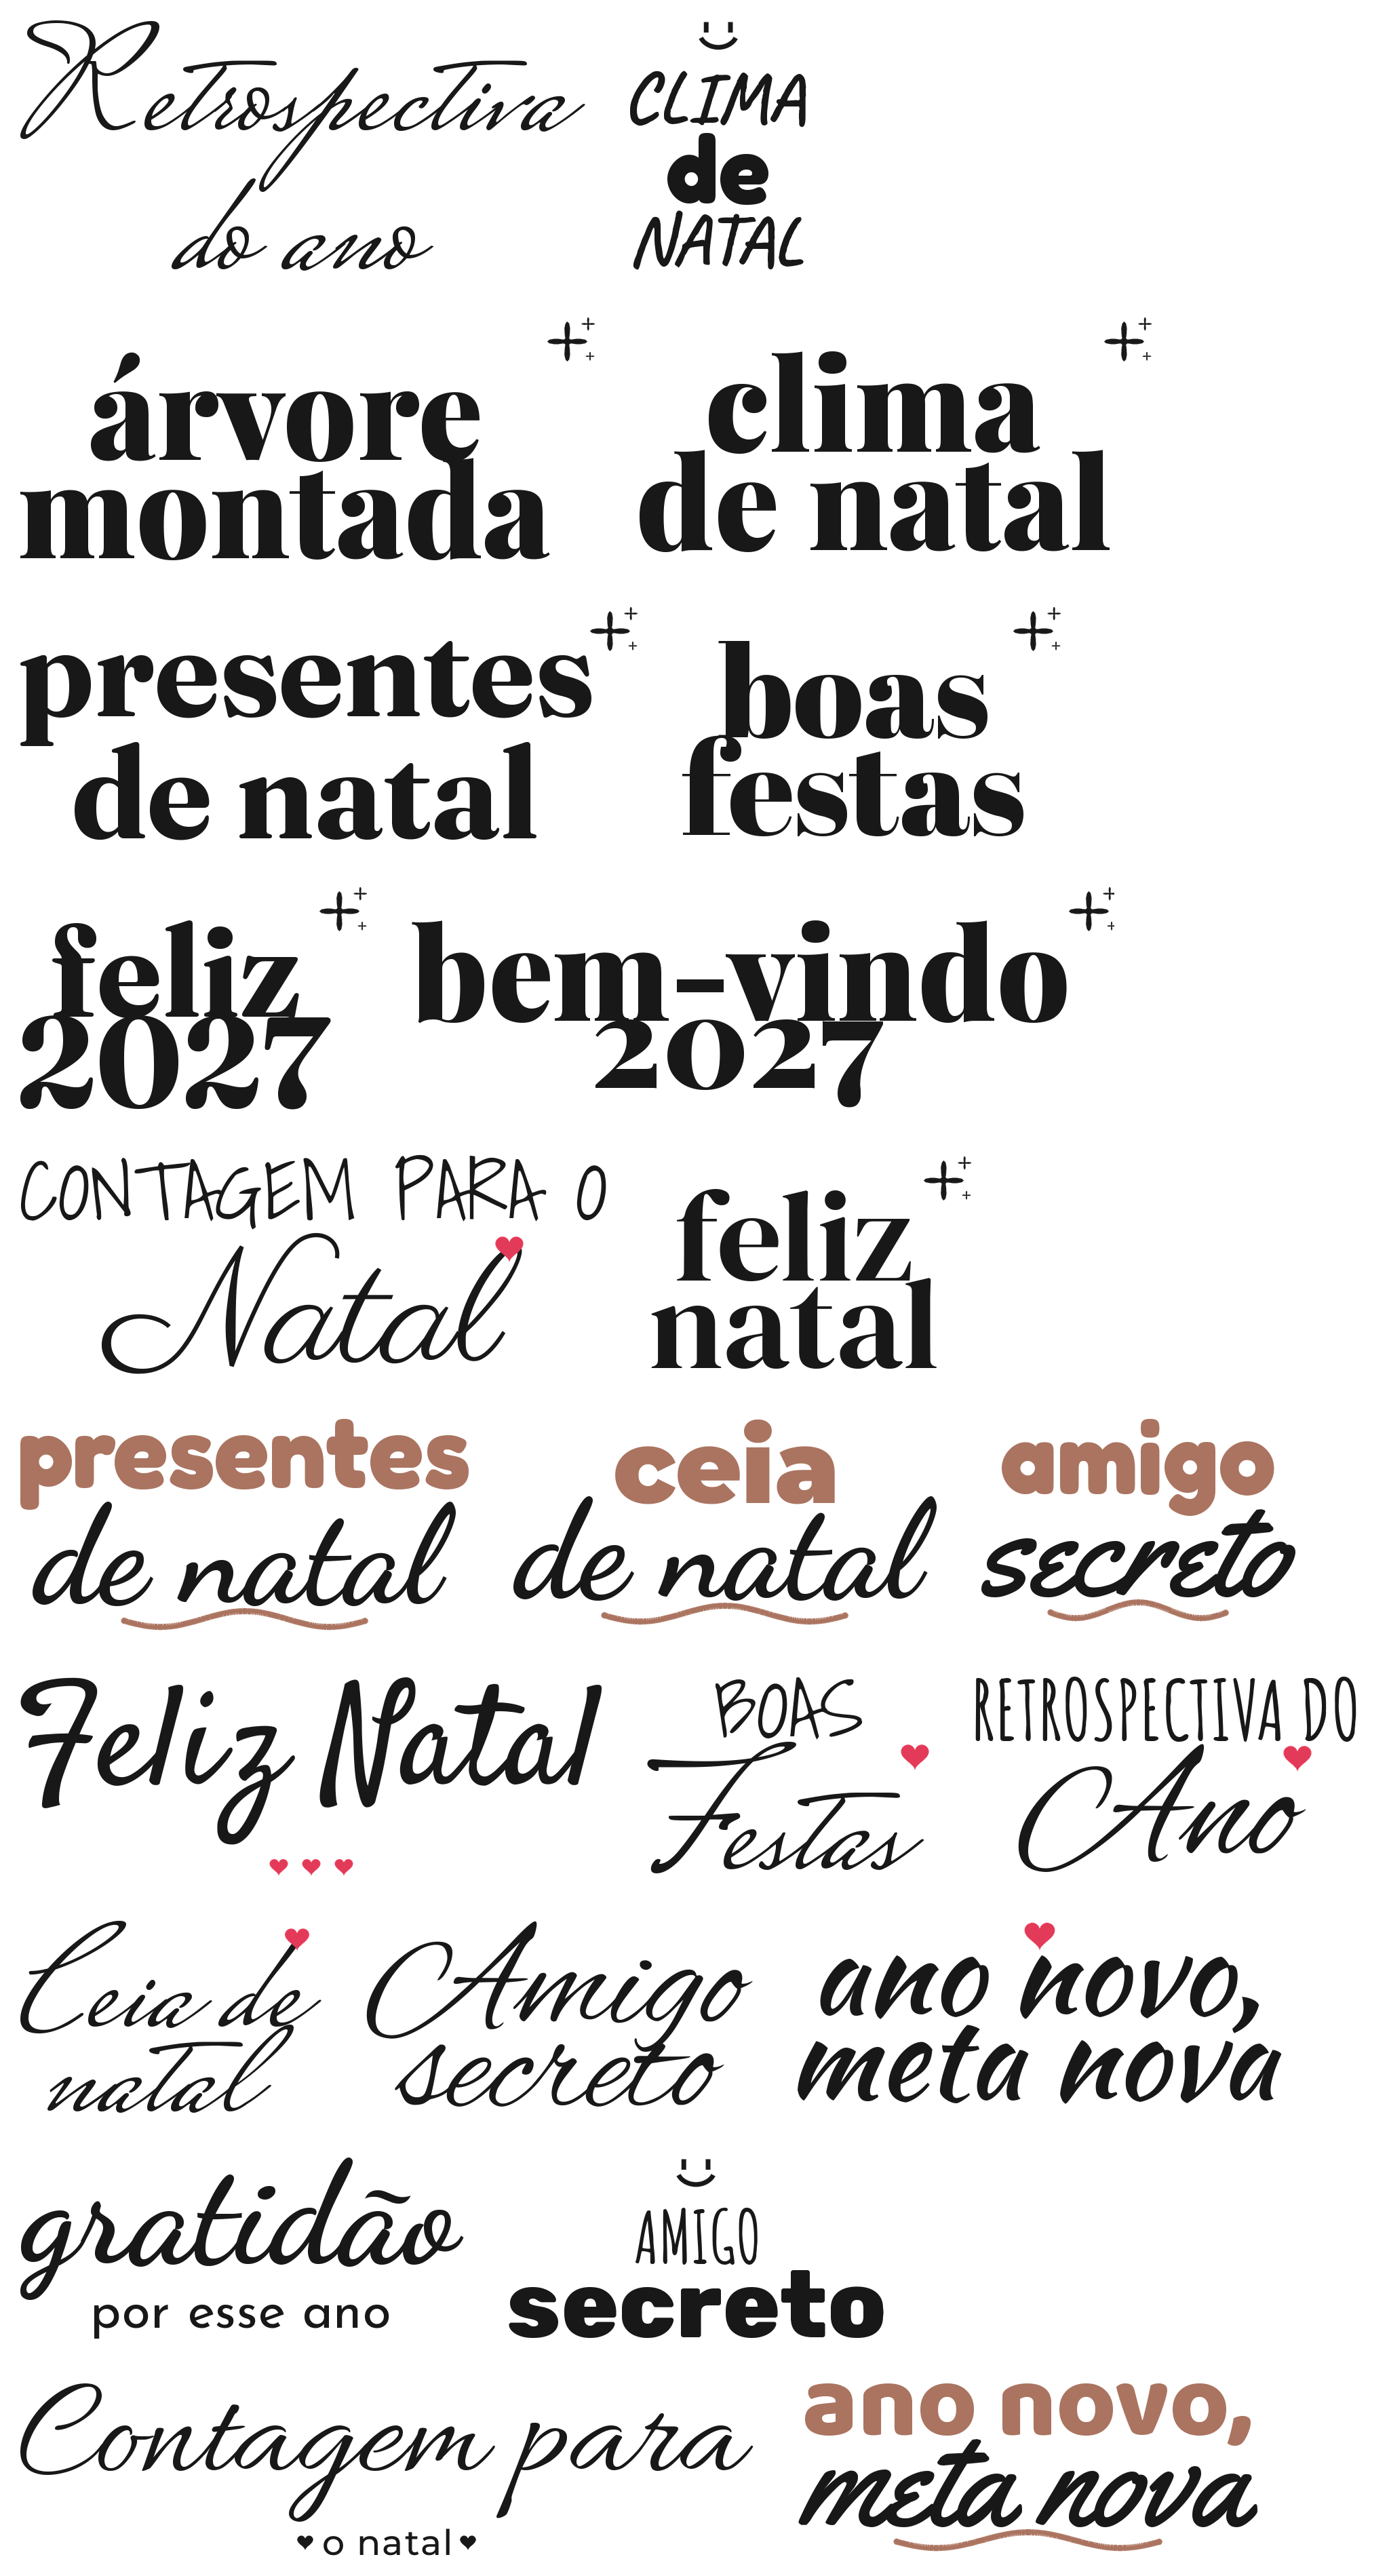 Retrospectiva
do ano
CLIMA
de
NATAL
árvore
montada
clima
de natal
presentes
de natal
boas
festas
feliz
2027
bem-vindo
2027
CONTAGEM PARA O
Natal
feliz
natal
presentes
de natal
ceia
de natal
amigo
secreto
Feliz Natal
BOAS
Festas
RETROSPECTIVA DO
Ano
Ceia de
natal
Amigo
secreto
ano novo,
meta nova
gratidão
por esse ano
AMIGO
secreto
Contagem para
o natal
ano novo,
meta nova